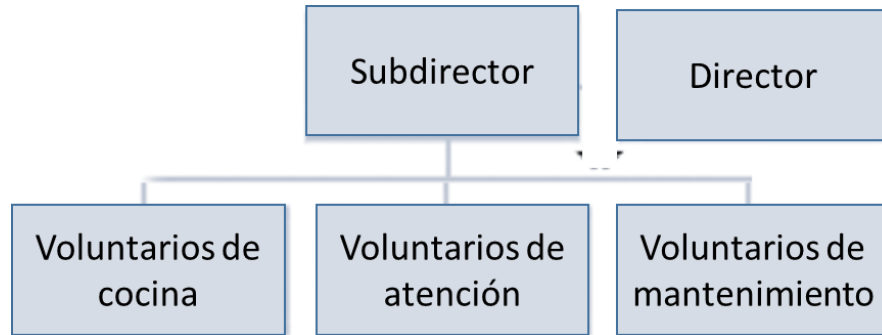 Subdirector
Director
Voluntarios de
cocina
Voluntarios de
atención
Voluntarios de
mantenimiento